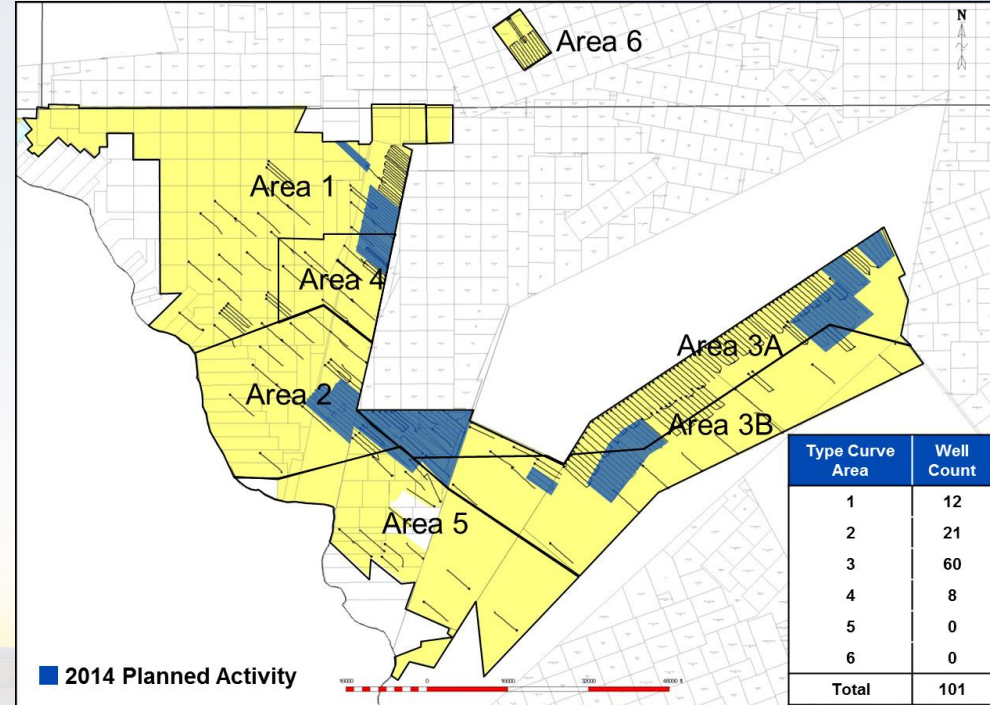 N
Area 6
Area 1
Area 4
Area 3A
Area 2
Area 3B
Area 5
Type Curve Area Well Count
1 12
2 21
3 60
4 8
5 0
6 0
Total 101
2014 Planned Activity
0